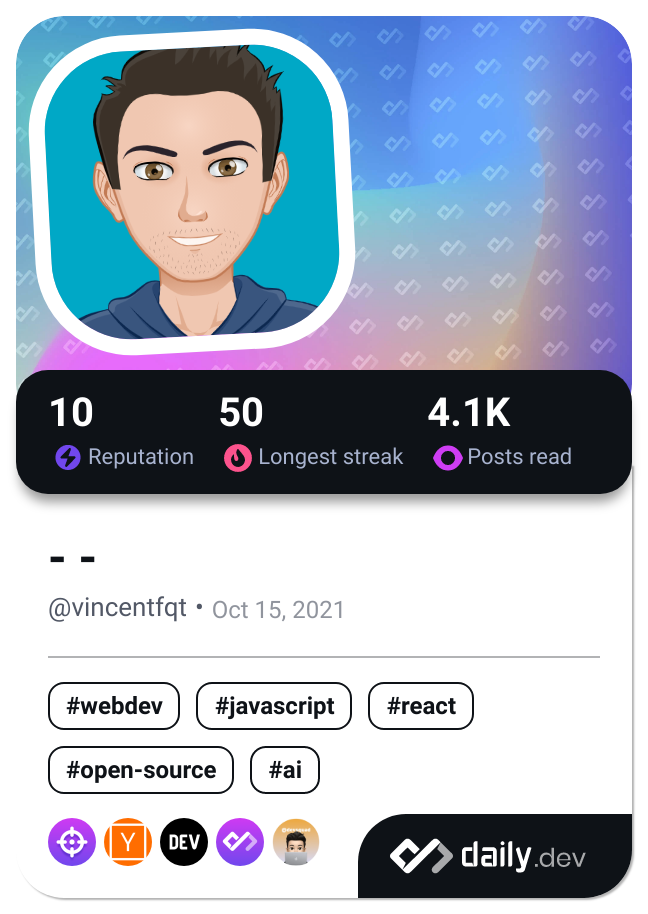 10 50 4.1K
Reputation Longest streak Posts read
- -
@vincentfqt • Oct 15, 2021
#webdev #javascript #react
#open-source #ai
Y DEV
daily.dev